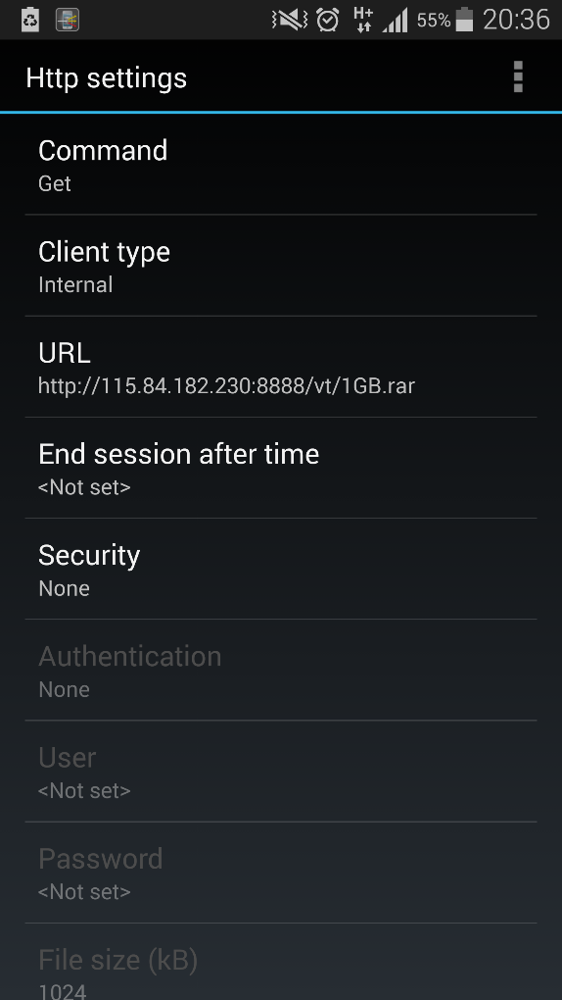 H+ 55% 20:36
Http settings
Command
Get
Client type
Internal
URL
http://115.84.182.230:8888/vt/1GB.rar
End session after time
<Not set>
Security
None
Authentication
None
User
<Not set>
Password
<Not set>
File size (kB)
1024